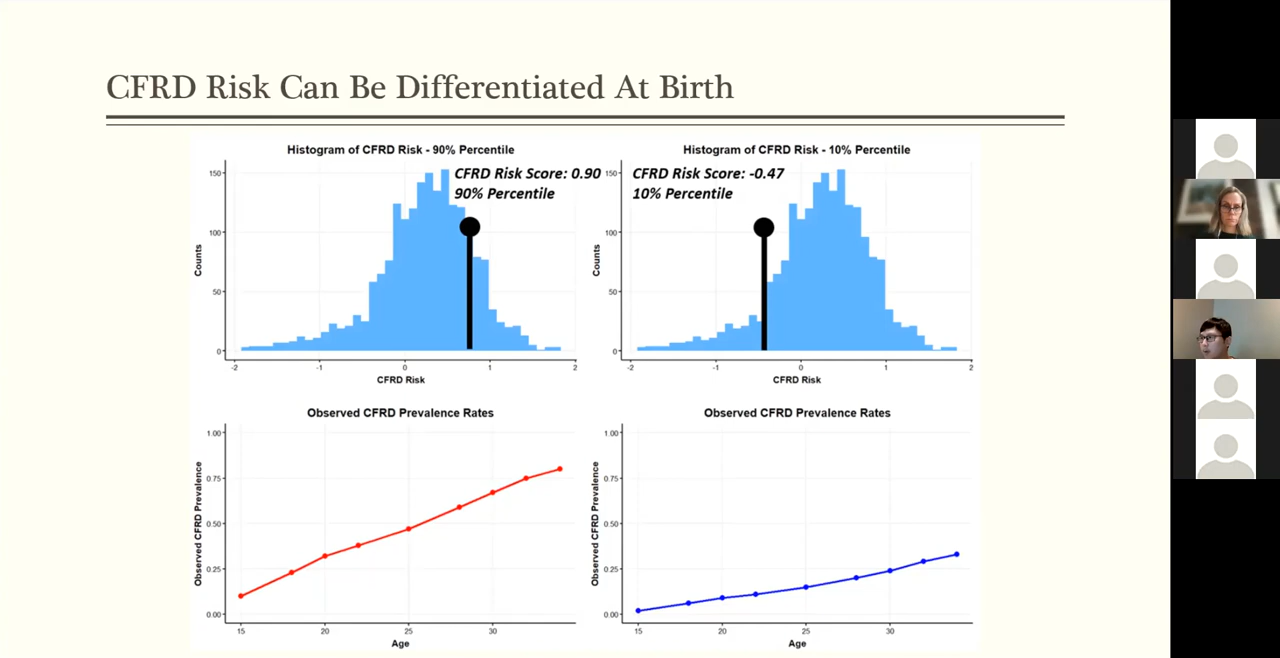 CFRD Risk Can Be Differentiated At Birth
Histogram of CFRD Risk - 90% Percentile
CFRD Risk Score: 0.90
90% Percentile
150
100
50
0
Counts
-2 -1 0 1 2
CFRD Risk
Histogram of CFRD Risk - 10% Percentile
CFRD Risk Score: -0.47
10% Percentile
150
100
50
0
Counts
-2 -1 0 1 2
CFRD Risk
Observed CFRD Prevalence Rates
1.00
0.75
0.50
0.25
0.00
Observed CFRD Prevalence
15 20 25 30
Age
Observed CFRD Prevalence Rates
1.00
0.75
0.50
0.25
0.00
Observed CFRD Prevalence
15 20 25 30
Age